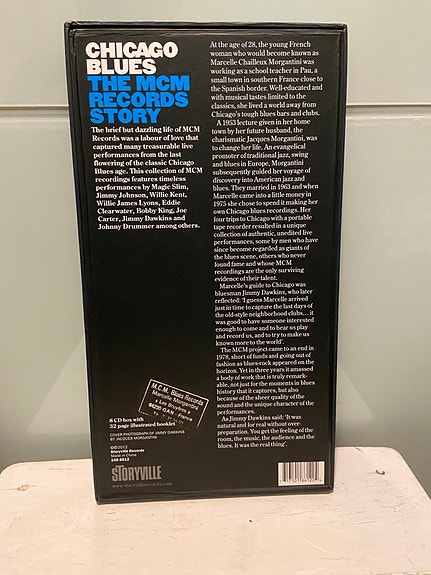 CHICAGO
BLUES
THE MCM
RECORDS
STORY
The brief but dazzling life of MCM
Records was a labour of love that
captured many treasurable live
performances from the last
flowering of the classic Chicago
Blues age. This collection of MCM
recordings features timeless
performances by Magic Slim,
Jimmy Johnson, Willie Kent,
Willie James Lyons, Eddie
Clearwater, Bobby King, Joe
Carter, Jimmy Dawkins and
Johnny Drummer among others.
At the age of 28, the young French
woman who would become known as
Marcelle Chailleux Morgantini was
working as a school teacher in Pau, a
small town in southern France close to
the Spanish border. Well-educated and
with musical tastes limited to the
classics, she lived a world away from
Chicago's tough blues bars and clubs.
A 1953 lecture given in her home
town by her future husband, the
charismatic Jacques Morgantini, was
to change her life. An evangelical
promoter of traditional jazz, swing
and blues in Europe, Morgantini
subsequently guided her voyage of
discovery into American jazz and
blues. They married in 1963 and when
Marcelle came into a little money in
1975 she chose to spend it making her
own Chicago blues recordings. Her
four trips to Chicago with a portable
tape recorder resulted in a unique
collection of authentic, unedited live
performances, some by men who have
since become regarded as giants of
the blues scene, others who never
found fame and whose MCM
recordings are the only surviving
evidence of their talent.
Marcelle's guide to Chicago was
bluesman Jimmy Dawkins, who later
reflected: 'I guess Marcelle arrived
just in time to capture the last days of
the old-style neighborhood clubs... it
was good to have someone interested
enough to come and to hear us play
and record us, and to try to make us
known more to the world'.
The MCM project came to an end in
1978, short of funds and going out of
fashion as blues-rock appeared on the
horizon. Yet in three years it amassed
a body of work that is truly remark-
able, not just for the moments in blues
history that it captures, but also
because of the sheer quality of the
sound and the unique character of the
performances.
As Jimmy Dawkins said: 'It was
natural and for real without over-
preparation. You get the feeling of the
room, the music, the audience and the
blues. It was the real thing'.
M.C.M. Blues Records
Marcelle Morgantini
64290 GAN - France
8 CD box with
32 page illustrated booklet
COVER PHOTOGRAPH OF JIMMY DAWKINS
BY JACQUES MORGANTINI
©℗2012
Storyville Records
Made in China
108 8612
STORYVILLE
www.storyvillerecords.com